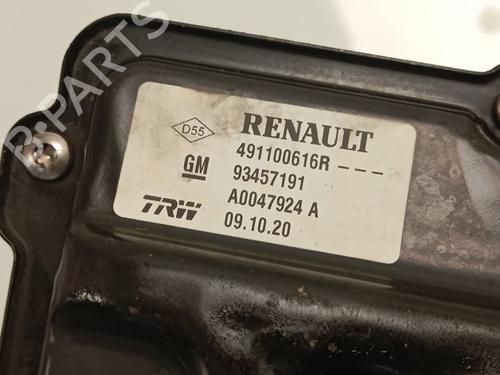 B-PARTS
D55 RENAULT
491100616R ---
GM 93457191
TRW A0047924 A
09.10.20